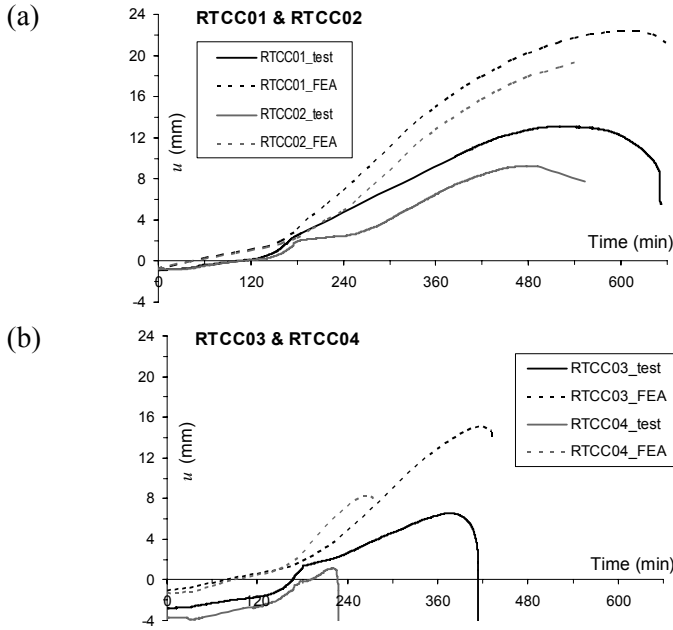 (a)
RTCC01 & RTCC02
24
20
16
12
8
4
0
-4
u (mm)
RTCC01_test
RTCC01_FEA
RTCC02_test
RTCC02_FEA
Time (min)
0
120
240
360
480
600
(b)
RTCC03 & RTCC04
24
20
16
12
8
4
0
-4
u (mm)
RTCC03_test
RTCC03_FEA
RTCC04_test
RTCC04_FEA
Time (min)
0
120
240
360
480
600